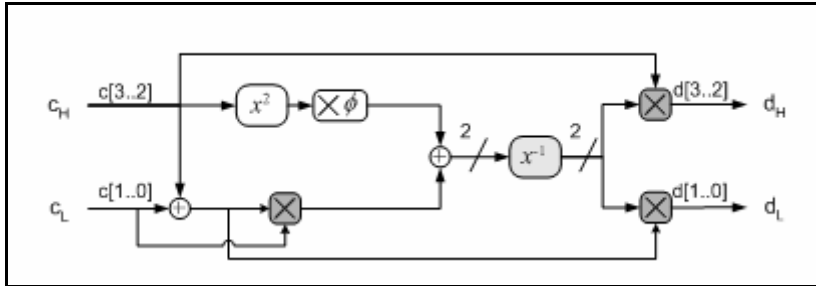 c[3..2]
c_H
x²
×ϕ
2
x⁻¹
2
d[3..2]
d_H
c[1..0]
c_L
d[1..0]
d_L